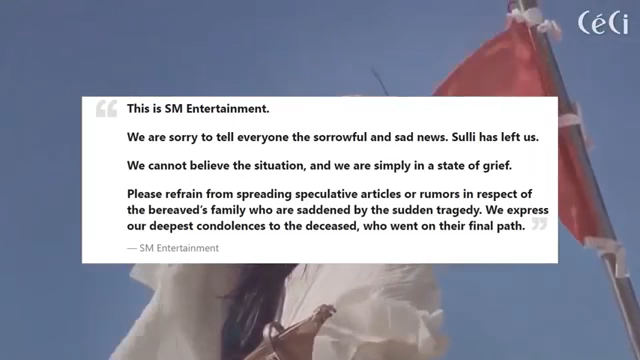 CéCi
This is SM Entertainment.
We are sorry to tell everyone the sorrowful and sad news. Sulli has left us.
We cannot believe the situation, and we are simply in a state of grief.
Please refrain from spreading speculative articles or rumors in respect of
the bereaved's family who are saddened by the sudden tragedy. We express
our deepest condolences to the deceased, who went on their final path.
— SM Entertainment